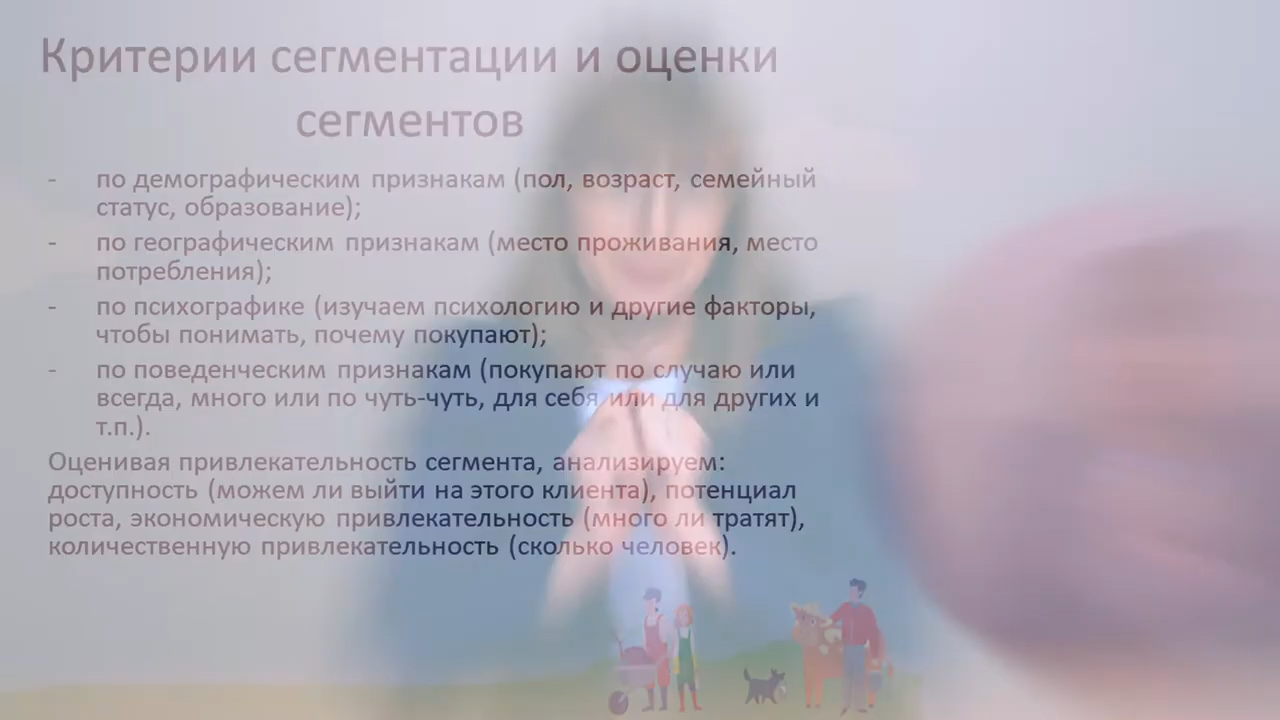 Критерии сегментации и оценки
сегментов
- по демографическим признакам (пол, возраст, семейный
статус, образование);
- по географическим признакам (место проживания, место
потребления);
- по психографике (изучаем психологию и другие факторы,
чтобы понимать, почему покупают);
- по поведенческим признакам (покупают по случаю или
всегда, много или по чуть-чуть, для себя или для других и
т.п.).
Оценивая привлекательность сегмента, анализируем:
доступность (можем ли выйти на этого клиента), потенциал
роста, экономическую привлекательность (много ли тратят),
количественную привлекательность (сколько человек).